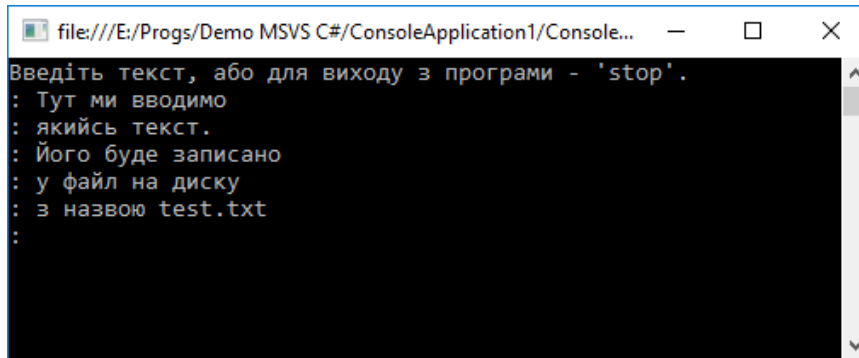 file:///E:/Progs/Demo MSVS C#/ConsoleApplication1/Console...
Введіть текст, або для виходу з програми - 'stop'.
: Тут ми вводимо
: якийсь текст.
: Його буде записано
: у файл на диску
: з назвою test.txt
: